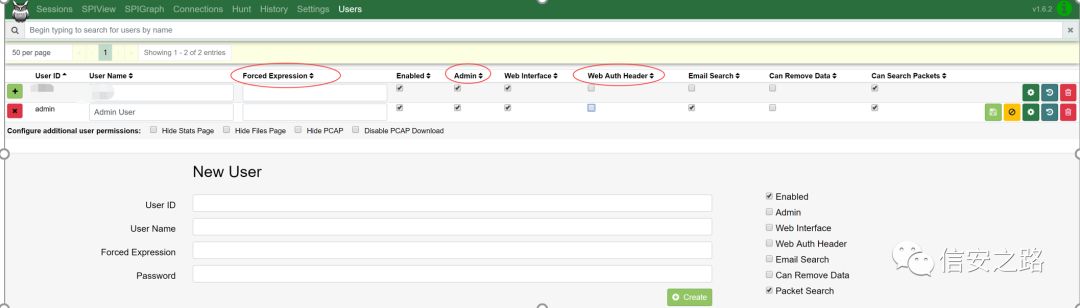 Sessions SPIView SPIGraph Connections Hunt History Settings Users v1.6.2
Begin typing to search for users by name
50 per page 1 Showing 1 - 2 of 2 entries
User ID User Name Forced Expression Enabled Admin Web Interface Web Auth Header Email Search Can Remove Data Can Search Packets
admin Admin User
Configure additional user permissions: Hide Stats Page Hide Files Page Hide PCAP Disable PCAP Download
New User
User ID
User Name
Forced Expression
Password
Create
Enabled
Admin
Web Interface
Web Auth Header
Email Search
Can Remove Data
Packet Search
信安之路